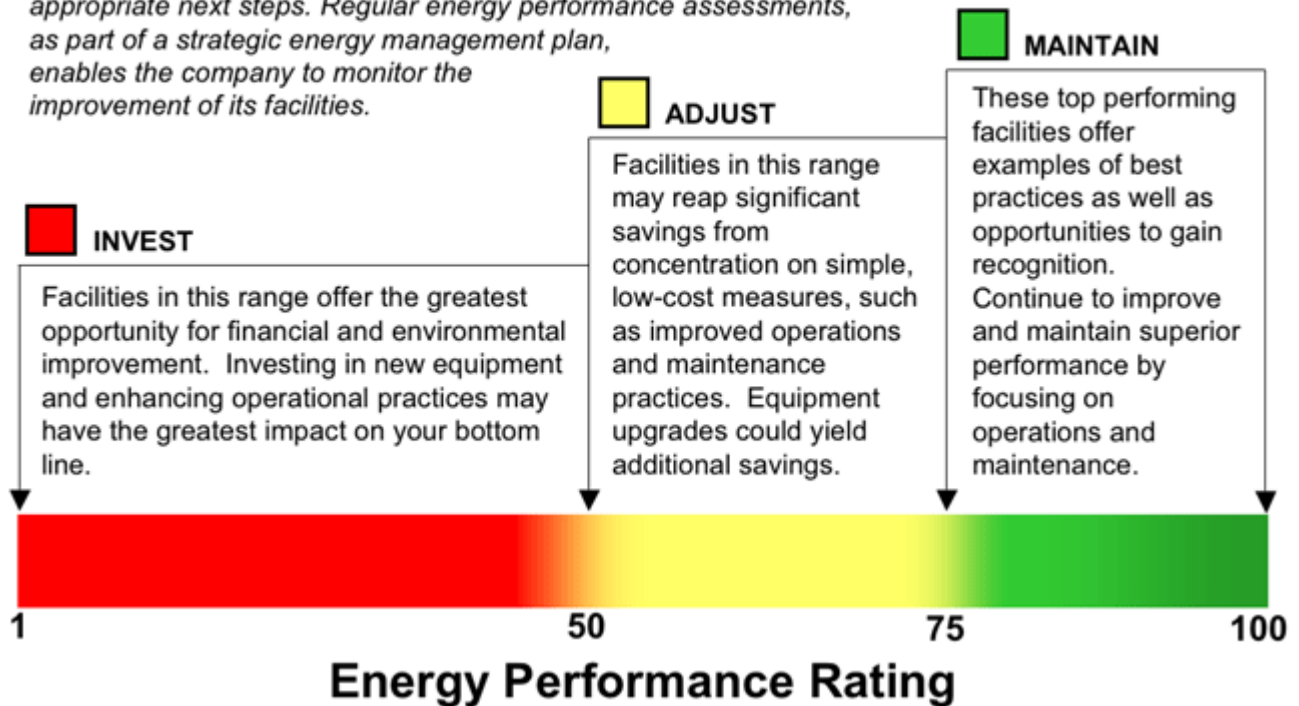 appropriate next steps. Regular energy performance assessments,
as part of a strategic energy management plan,
enables the company to monitor the
improvement of its facilities.
MAINTAIN
These top performing
facilities offer
examples of best
practices as well as
opportunities to gain
recognition.
Continue to improve
and maintain superior
performance by
focusing on
operations and
maintenance.
ADJUST
Facilities in this range
may reap significant
savings from
concentration on simple,
low-cost measures, such
as improved operations
and maintenance
practices.  Equipment
upgrades could yield
additional savings.
INVEST
Facilities in this range offer the greatest
opportunity for financial and environmental
improvement.  Investing in new equipment
and enhancing operational practices may
have the greatest impact on your bottom
line.
1 50 75 100
Energy Performance Rating